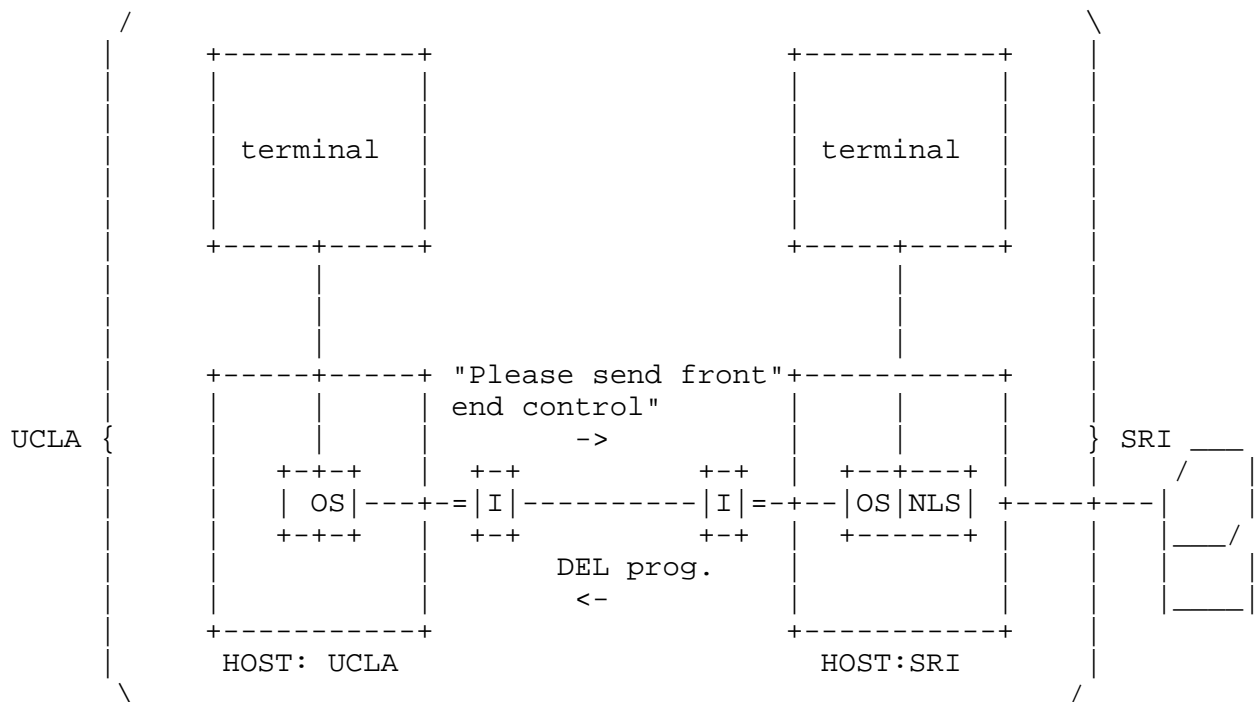 terminal terminal
"Please send front"
end control"
UCLA { -> } SRI
OS I I OS NLS
DEL prog.
<-
HOST: UCLA HOST:SRI